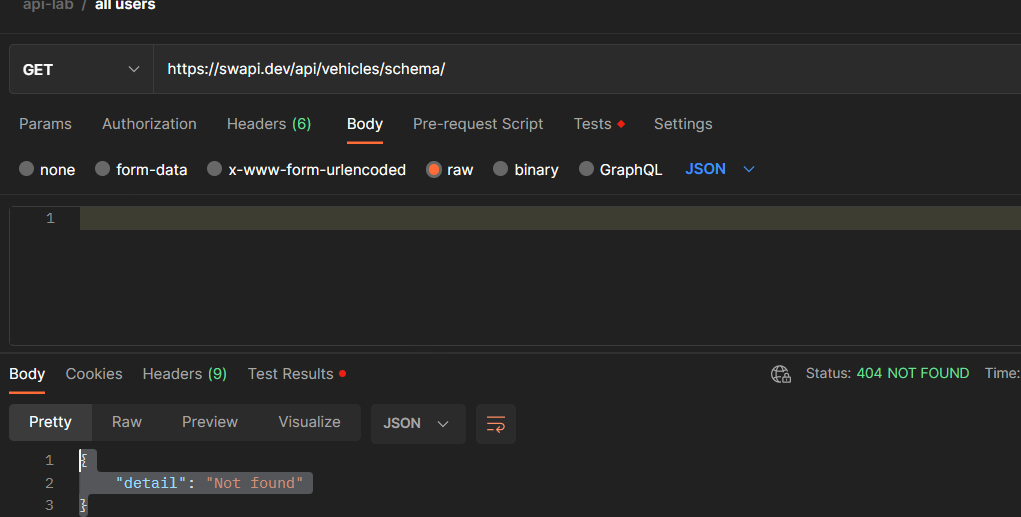 api-lab / all users
GET https://swapi.dev/api/vehicles/schema/
Params Authorization Headers (6) Body Pre-request Script Tests Settings
none form-data x-www-form-urlencoded raw binary GraphQL JSON
1
Body Cookies Headers (9) Test Results Status: 404 NOT FOUND Time:
Pretty Raw Preview Visualize JSON
1 {
2 "detail": "Not found"
3 }